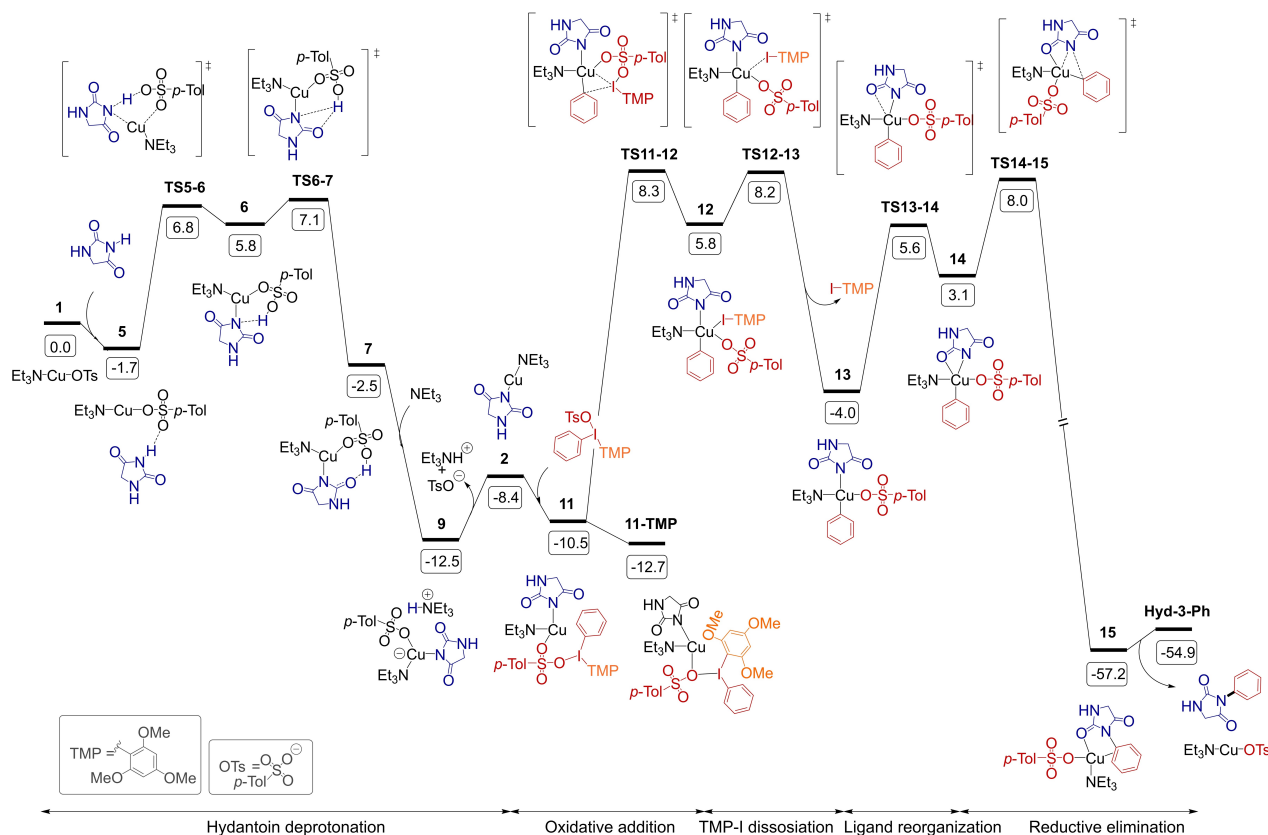 TS5-6
6.8
6
5.8
TS6-7
7.1
TS11-12
8.3
12
5.8
TS12-13
8.2
TS13-14
5.6
14
3.1
TS14-15
8.0
1
0.0
Et3N-Cu-OTs
5
-1.7
7
-2.5
NEt3
9
-12.5
Et3NH⊕
+
TsO⊖
2
-8.4
11
-10.5
11-TMP
-12.7
I-TMP
13
-4.0
15
-57.2
Hyd-3-Ph
-54.9
Et3N-Cu-OTs
TMP =
OMe
MeO
OMe
OTs =
p-Tol
Hydantoin deprotonation
Oxidative addition
TMP-I dissosiation
Ligand reorganization
Reductive elimination